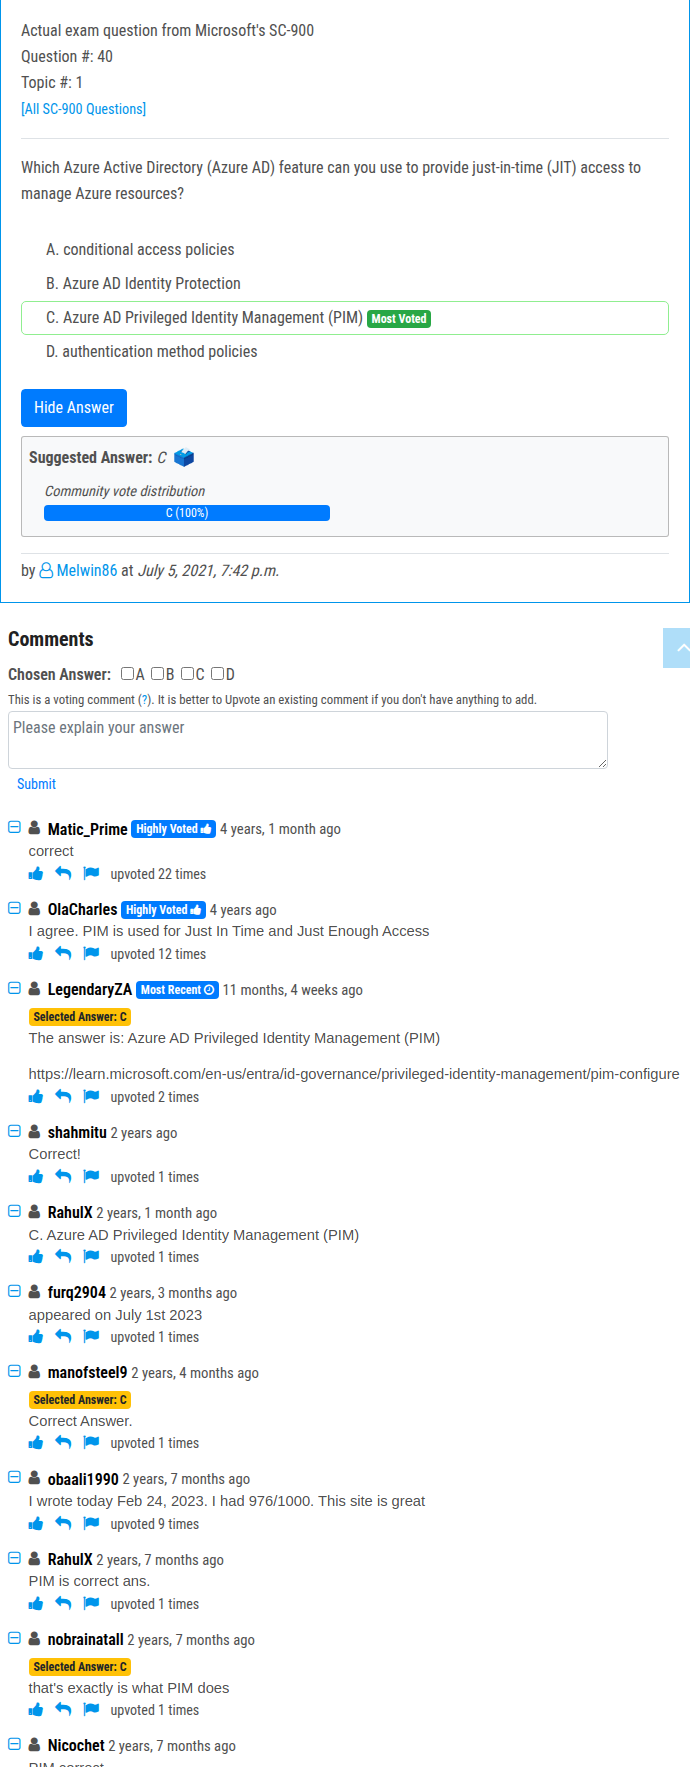 Actual exam question from Microsoft's SC-900
Question #: 40
Topic #: 1
[All SC-900 Questions]
Which Azure Active Directory (Azure AD) feature can you use to provide just-in-time (JIT) access to
manage Azure resources?
A. conditional access policies
B. Azure AD Identity Protection
C. Azure AD Privileged Identity Management (PIM) Most Voted
D. authentication method policies
Hide Answer
Suggested Answer: C
Community vote distribution
C (100%)
by Melwin86 at July 5, 2021, 7:42 p.m.
Comments
Chosen Answer: A B C D
This is a voting comment (?). It is better to Upvote an existing comment if you don't have anything to add.
Please explain your answer
Submit
Matic_Prime Highly Voted 4 years, 1 month ago
correct
upvoted 22 times
OlaCharles Highly Voted 4 years ago
I agree. PIM is used for Just In Time and Just Enough Access
upvoted 12 times
LegendaryZA Most Recent 11 months, 4 weeks ago
Selected Answer: C
The answer is: Azure AD Privileged Identity Management (PIM)
https://learn.microsoft.com/en-us/entra/id-governance/privileged-identity-management/pim-configure
upvoted 2 times
shahmitu 2 years ago
Correct!
upvoted 1 times
RahulX 2 years, 1 month ago
C. Azure AD Privileged Identity Management (PIM)
upvoted 1 times
furq2904 2 years, 3 months ago
appeared on July 1st 2023
upvoted 1 times
manofsteel9 2 years, 4 months ago
Selected Answer: C
Correct Answer.
upvoted 1 times
obaali1990 2 years, 7 months ago
I wrote today Feb 24, 2023. I had 976/1000. This site is great
upvoted 9 times
RahulX 2 years, 7 months ago
PIM is correct ans.
upvoted 1 times
nobrainatall 2 years, 7 months ago
Selected Answer: C
that's exactly is what PIM does
upvoted 1 times
Nicochet 2 years, 7 months ago
PIM correct